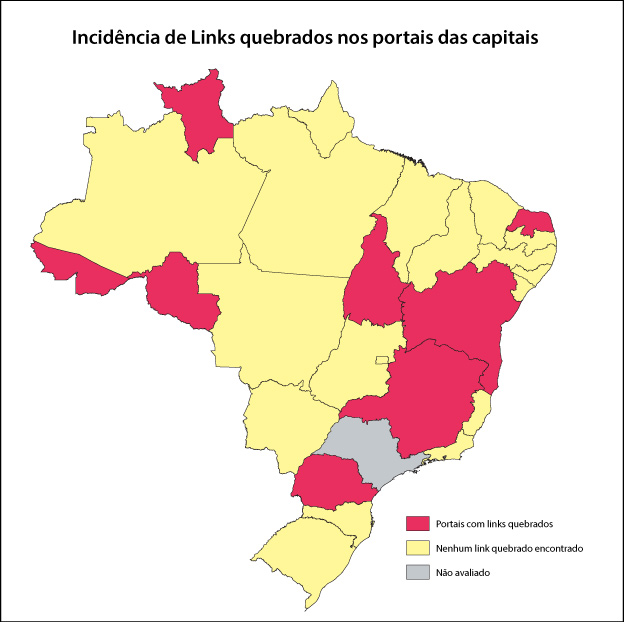 Incidência de Links quebrados nos portais das capitais
Portais com links quebrados
Nenhum link quebrado encontrado
Não avaliado